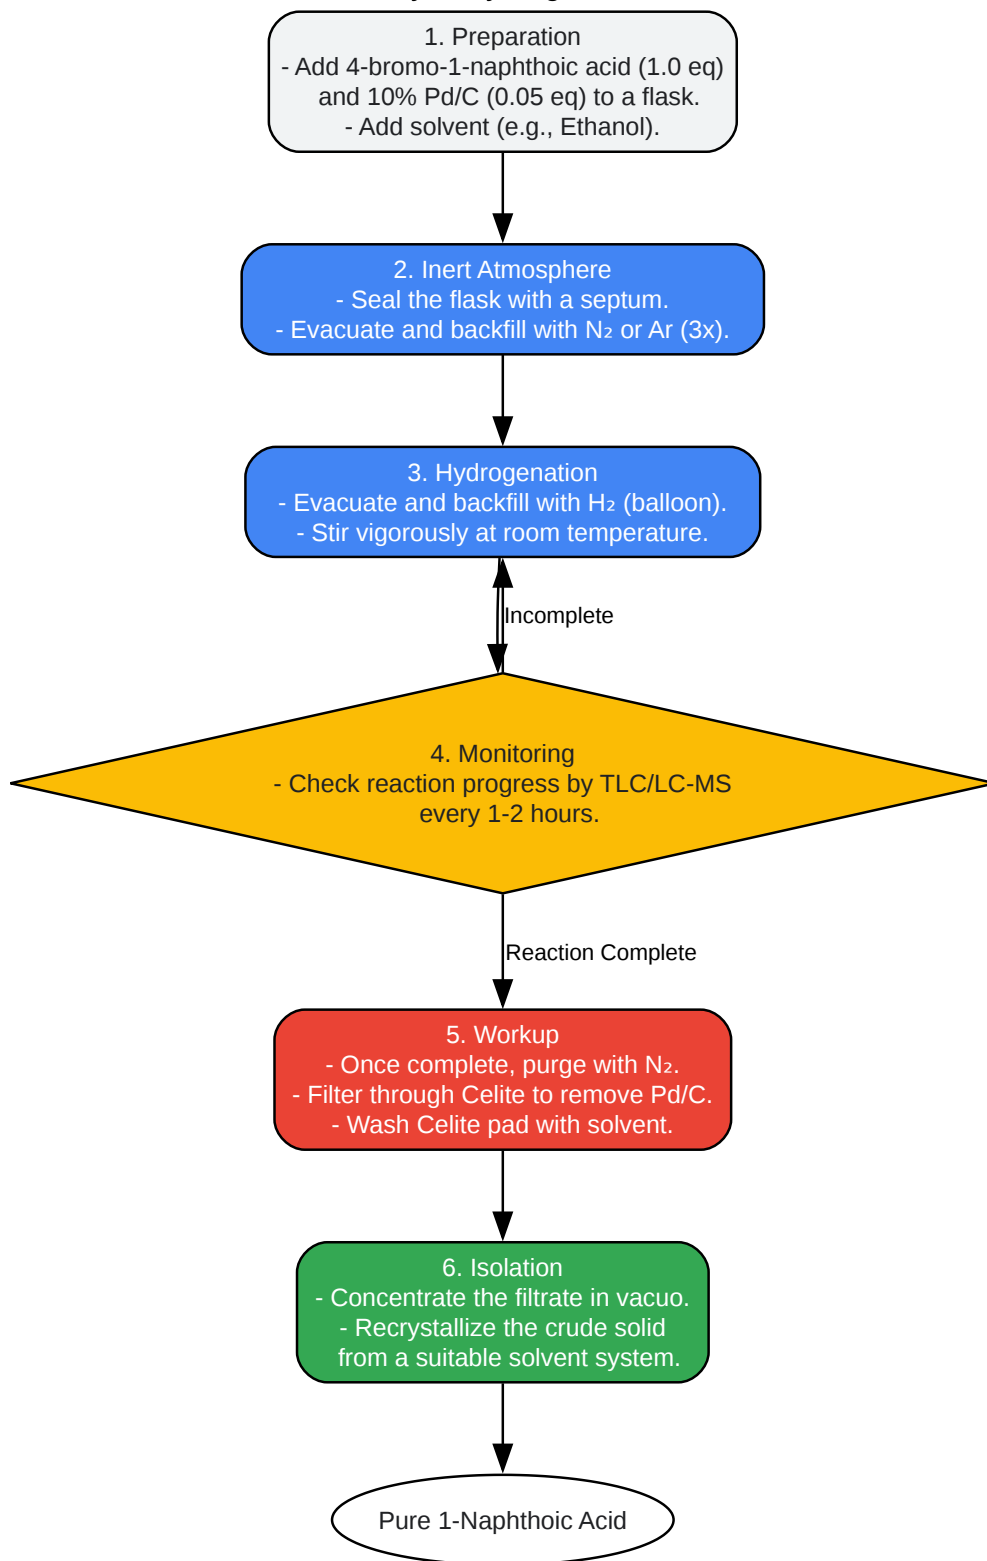 1. Preparation
- Add 4-bromo-1-naphthoic acid (1.0 eq)
and 10% Pd/C (0.05 eq) to a flask.
- Add solvent (e.g., Ethanol).
2. Inert Atmosphere
- Seal the flask with a septum.
- Evacuate and backfill with N₂ or Ar (3x).
3. Hydrogenation
- Evacuate and backfill with H₂ (balloon).
- Stir vigorously at room temperature.
Incomplete
4. Monitoring
- Check reaction progress by TLC/LC-MS
every 1-2 hours.
Reaction Complete
5. Workup
- Once complete, purge with N₂.
- Filter through Celite to remove Pd/C.
- Wash Celite pad with solvent.
6. Isolation
- Concentrate the filtrate in vacuo.
- Recrystallize the crude solid
from a suitable solvent system.
Pure 1-Naphthoic Acid